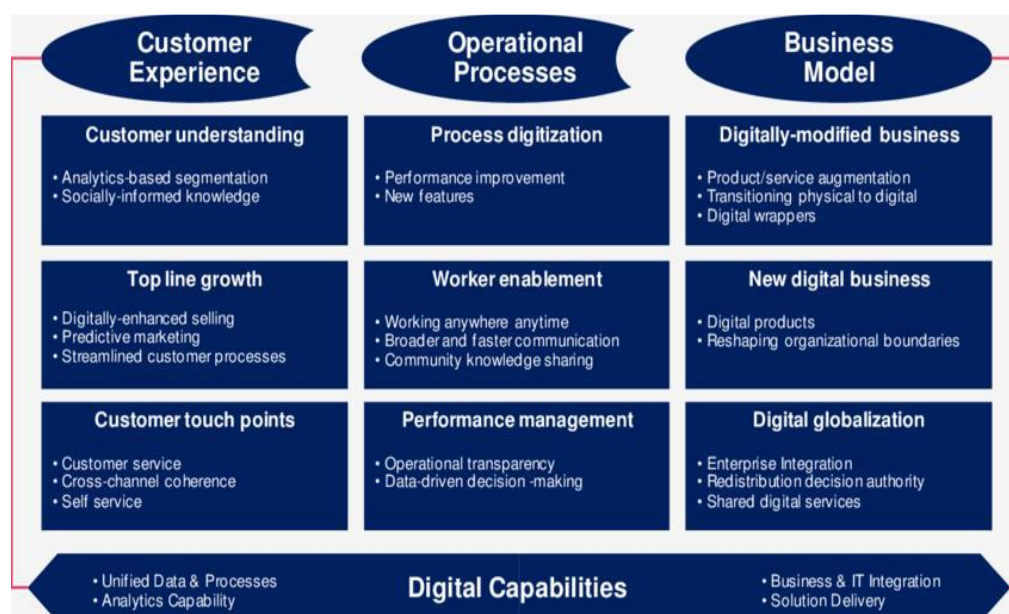 Customer
Experience
Operational
Processes
Business
Model
Customer understanding
• Analytics-based segmentation
• Socially-informed knowledge
Process digitization
• Performance improvement
• New features
Digitally-modified business
• Product/service augmentation
• Transitioning physical to digital
• Digital wrappers
Top line growth
• Digitally-enhanced selling
• Predictive marketing
• Streamlined customer processes
Worker enablement
• Working anywhere anytime
• Broader and faster communication
• Community knowledge sharing
New digital business
• Digital products
• Reshaping organizational boundaries
Customer touch points
• Customer service
• Cross-channel coherence
• Self service
Performance management
• Operational transparency
• Data-driven decision -making
Digital globalization
• Enterprise Integration
• Redistribution decision authority
• Shared digital services
• Unified Data & Processes
• Analytics Capability
Digital Capabilities
• Business & IT Integration
• Solution Delivery